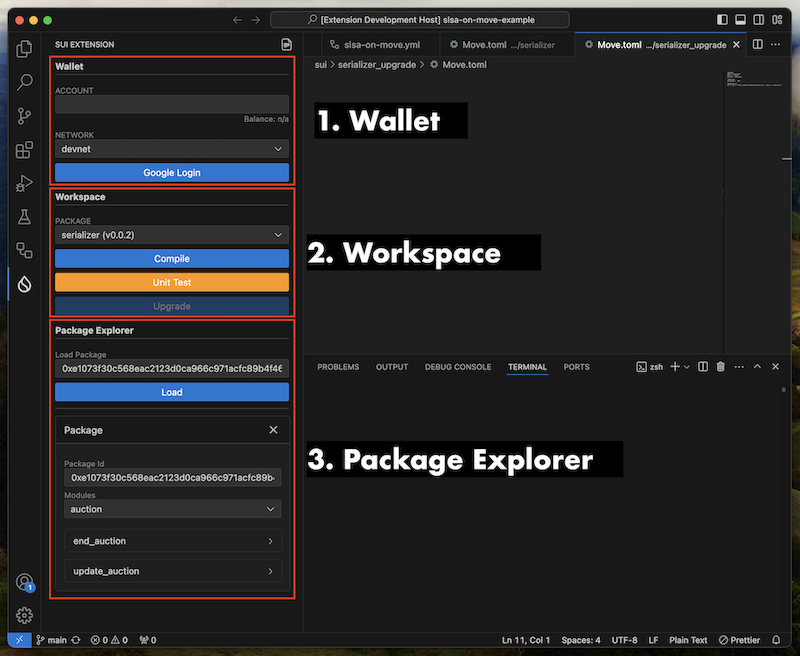 [Extension Development Host] slsa-on-move-example
SUI EXTENSION
slsa-on-move.yml
Move.toml .../serializer
Move.toml .../serializer_upgrade
sui > serializer_upgrade > Move.toml
Wallet
ACCOUNT
Balance: n/a
NETWORK
devnet
Google Login
1. Wallet
Workspace
PACKAGE
serializer (v0.0.2)
Compile
Unit Test
Upgrade
2. Workspace
Package Explorer
Load Package
0xe1073f30c568eac2123d0ca966c971acfc89b4f46
Load
Package
Package Id
0xe1073f30c568eac2123d0ca966c971acfc89b
Modules
auction
end_auction
update_auction
PROBLEMS OUTPUT DEBUG CONSOLE TERMINAL PORTS
zsh
3. Package Explorer
1
main 0 0 0
Ln 11, Col 1 Spaces: 4 UTF-8 LF Plain Text Prettier